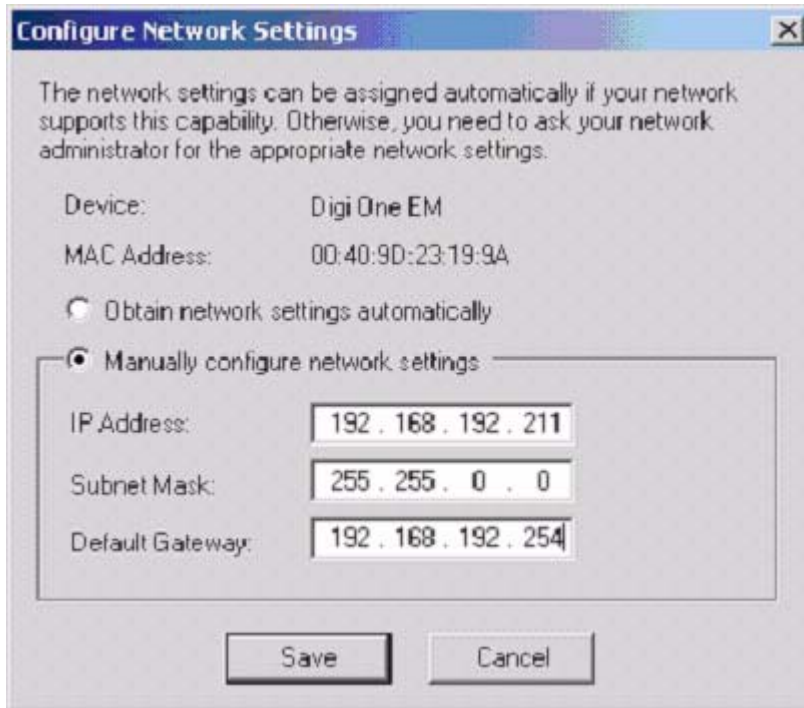 Configure Network Settings
The network settings can be assigned automatically if your network
supports this capability. Otherwise, you need to ask your network
administrator for the appropriate network settings.
Device: Digi One EM
MAC Address: 00:40:9D:23:19:9A
Obtain network settings automatically
Manually configure network settings
IP Address: 192 . 168 . 192 . 211
Subnet Mask: 255 . 255 . 0 . 0
Default Gateway: 192 . 168 . 192 . 254
Save Cancel